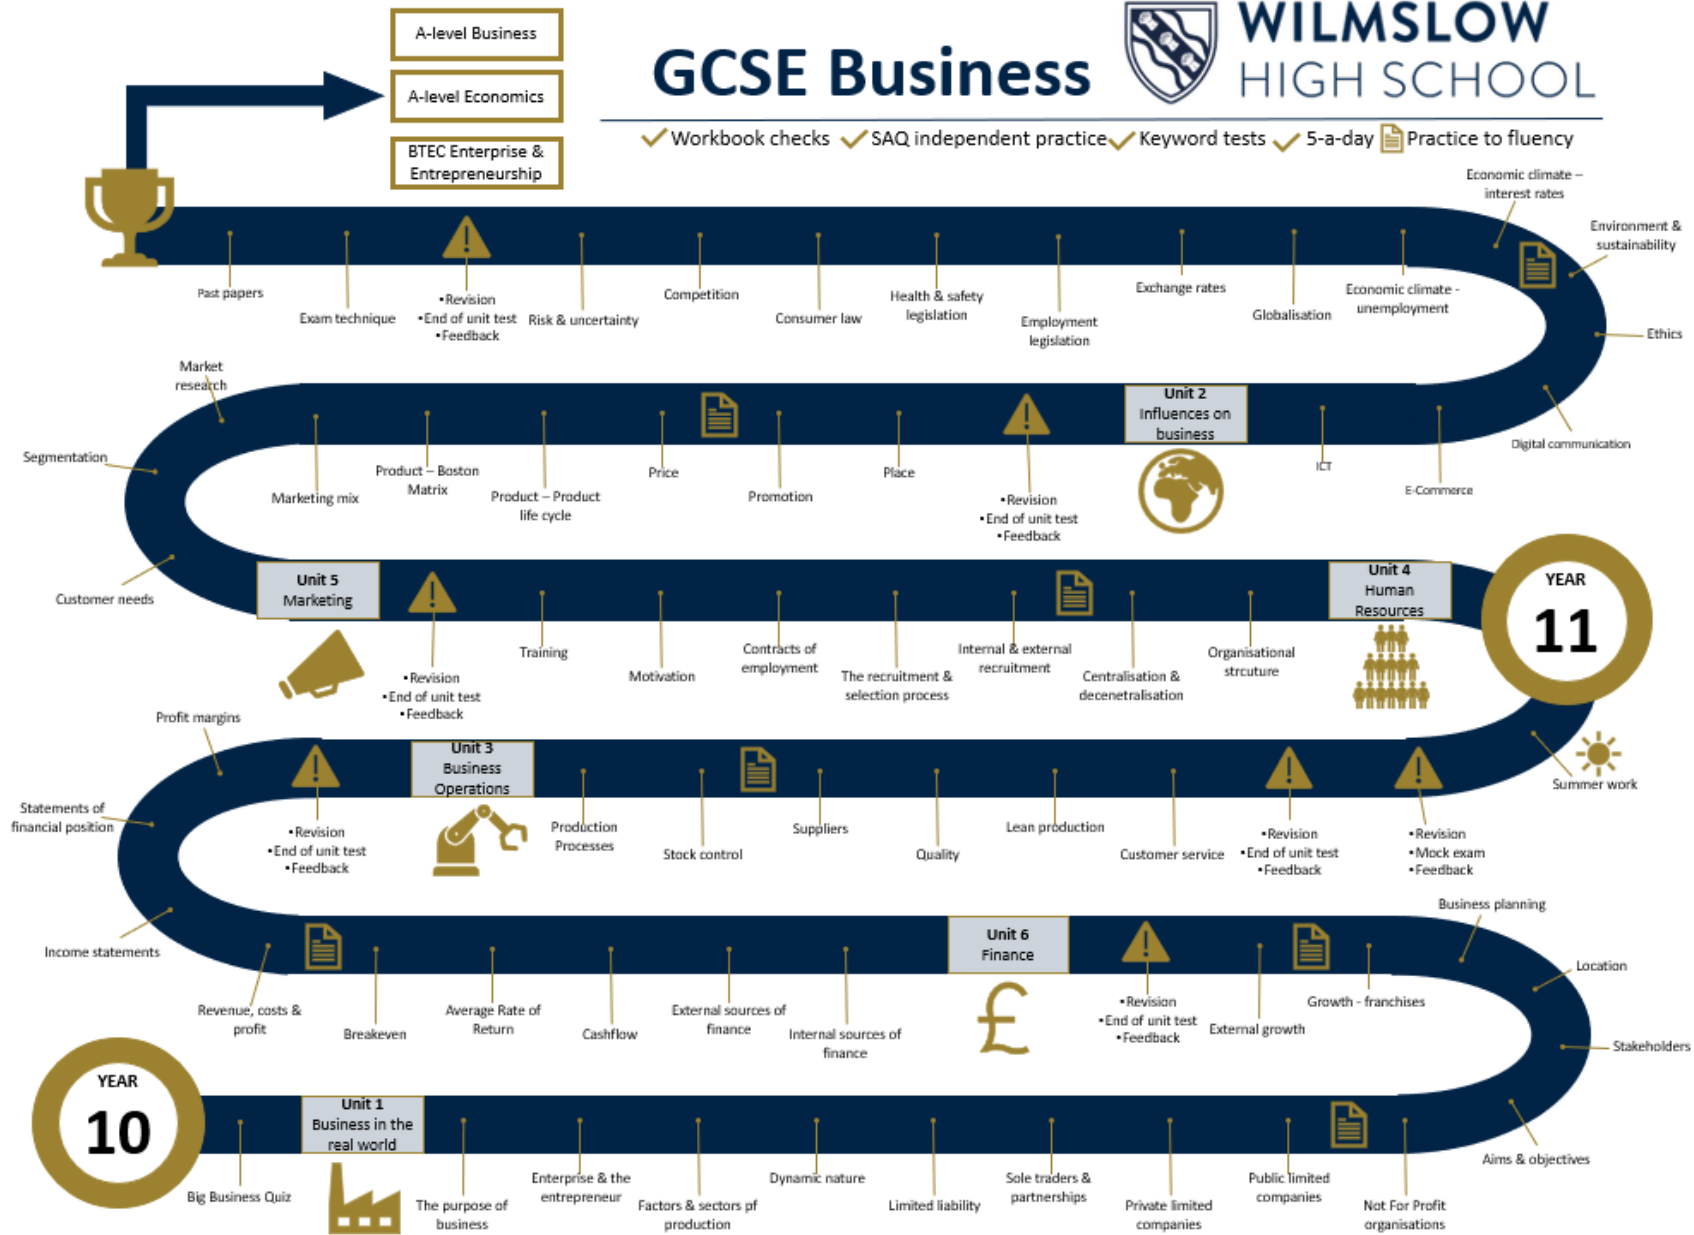 A-level Business
A-level Economics
BTEC Enterprise &
Entrepreneurship
GCSE Business
WILMSLOW
HIGH SCHOOL
Workbook checks
SAQ independent practice
Keyword tests
5-a-day
Practice to fluency
Economic climate –
interest rates
Environment &
sustainability
Past papers
Exam technique
•Revision
•End of unit test
•Feedback
Risk & uncertainty
Competition
Consumer law
Health & safety
legislation
Employment
legislation
Exchange rates
Globalisation
Economic climate -
unemployment
Ethics
Market
research
Segmentation
Marketing mix
Product – Boston
Matrix
Product – Product
life cycle
Price
Promotion
Place
•Revision
•End of unit test
•Feedback
Unit 2
Influences on
business
ICT
E-Commerce
Digital communication
Customer needs
Unit 5
Marketing
•Revision
•End of unit test
•Feedback
Training
Motivation
Contracts of
employment
The recruitment &
selection process
Internal & external
recruitment
Centralisation &
decenetralisation
Organisational
strcuture
Unit 4
Human
Resources
YEAR
11
Profit margins
Statements of
financial position
•Revision
•End of unit test
•Feedback
Unit 3
Business
Operations
Production
Processes
Stock control
Suppliers
Quality
Lean production
Customer service
•Revision
•End of unit test
•Feedback
•Revision
•Mock exam
•Feedback
Summer work
Income statements
Revenue, costs &
profit
Breakeven
Average Rate of
Return
Cashflow
External sources of
finance
Internal sources of
finance
Unit 6
Finance
•Revision
•End of unit test
•Feedback
External growth
Growth - franchises
Business planning
Location
Stakeholders
YEAR
10
Big Business Quiz
Unit 1
Business in the
real world
The purpose of
business
Enterprise & the
entrepreneur
Factors & sectors pf
production
Dynamic nature
Limited liability
Sole traders &
partnerships
Private limited
companies
Public limited
companies
Not For Profit
organisations
Aims & objectives